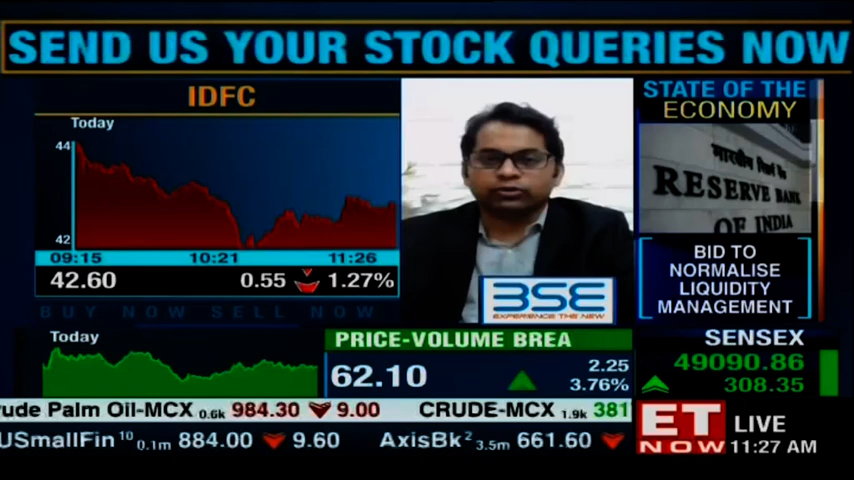 SEND US YOUR STOCK QUERIES NOW
IDFC
Today
44
42
09:15 10:21 11:26
42.60 0.55 1.27%
BUY NOW SELL NOW
STATE OF THE
ECONOMY
भारतीय रिज़र्व बैंक
RESERVE BANK
OF INDIA
BID TO
NORMALISE
LIQUIDITY
MANAGEMENT
BSE
EXPERIENCE THE NEW
Today
PRICE-VOLUME BREA
62.10
2.25
3.76%
SENSEX
49090.86
308.35
rude Palm Oil-MCX 0.6k 984.30 9.00 CRUDE-MCX 1.9k 381
USmallFin 10 0.1m 884.00 9.60 AxisBk 2 3.5m 661.60
ET
NOW
LIVE
11:27 AM